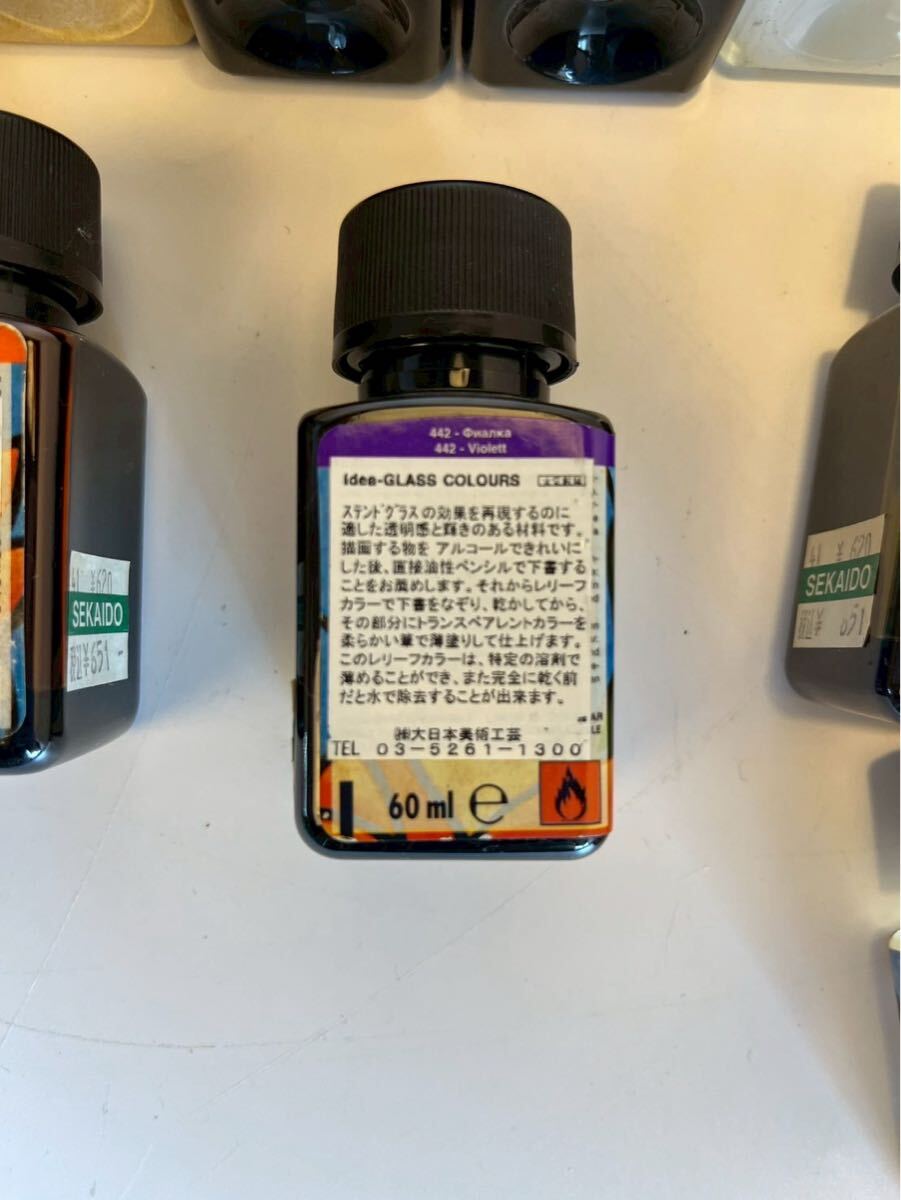 442 - Фиалка
442 - Violett
Idea-GLASS COLOURS
ステンドグラスの効果を再現するのに
適した透明感と輝きのある材料です。
描画する物を アルコールできれいに
した後、直接油性ペンシルで下書する
ことをお薦めします。それからレリーフ
カラーで下書をなぞり、乾かしてから、
その部分にトランスペアレントカラーを
柔らかい筆で薄塗りして仕上げます。
このレリーフカラーは、特定の溶剤で
薄めることができ、また完全に乾く前
だと水で除去することが出来ます。
㈱大日本美術工芸
TEL 03-5261-1300
60 ml ℮
41 ¥620
SEKAIDO
税込¥651
41 ¥620
SEKAIDO
税込¥ 651